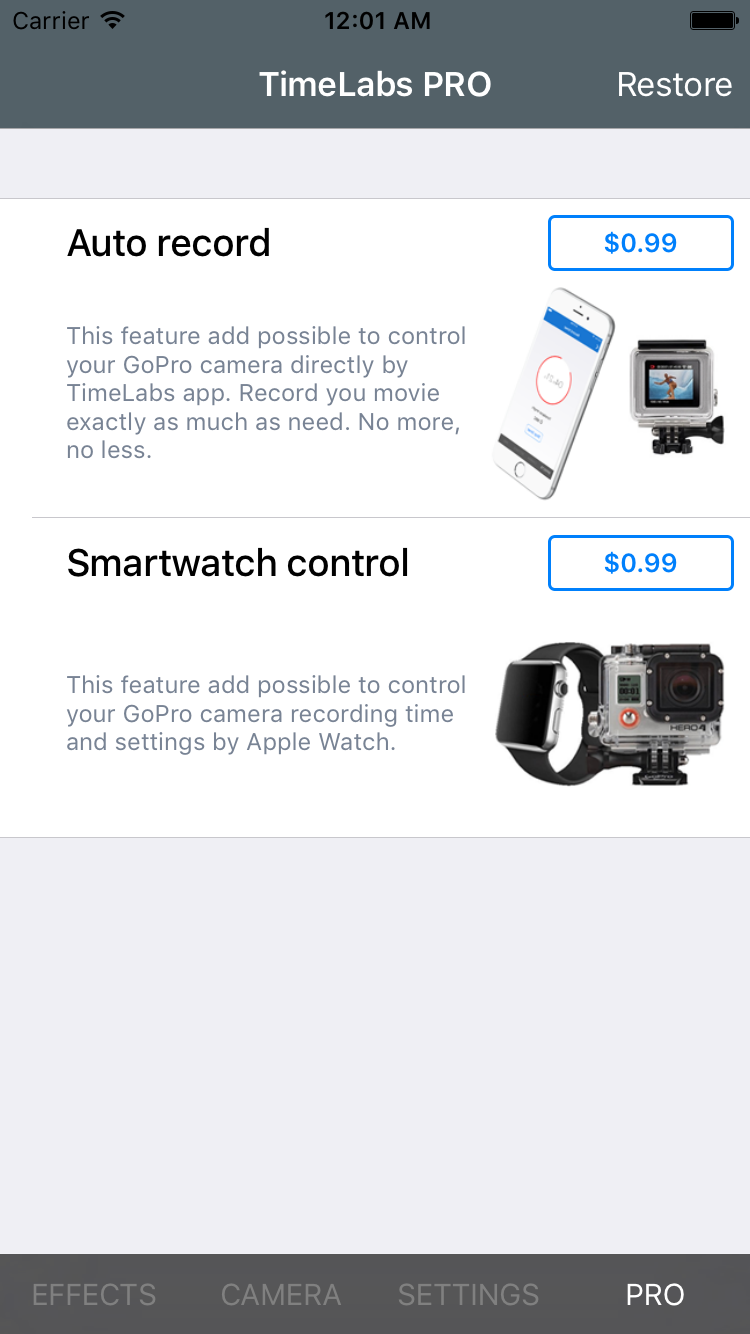 Carrier 12:01 AM
TimeLabs PRO Restore
Auto record $0.99
This feature add possible to control
your GoPro camera directly by
TimeLabs app. Record you movie
exactly as much as need. No more,
no less.
Smartwatch control $0.99
This feature add possible to control
your GoPro camera recording time
and settings by Apple Watch.
HERO4
GoPro
EFFECTS CAMERA SETTINGS PRO